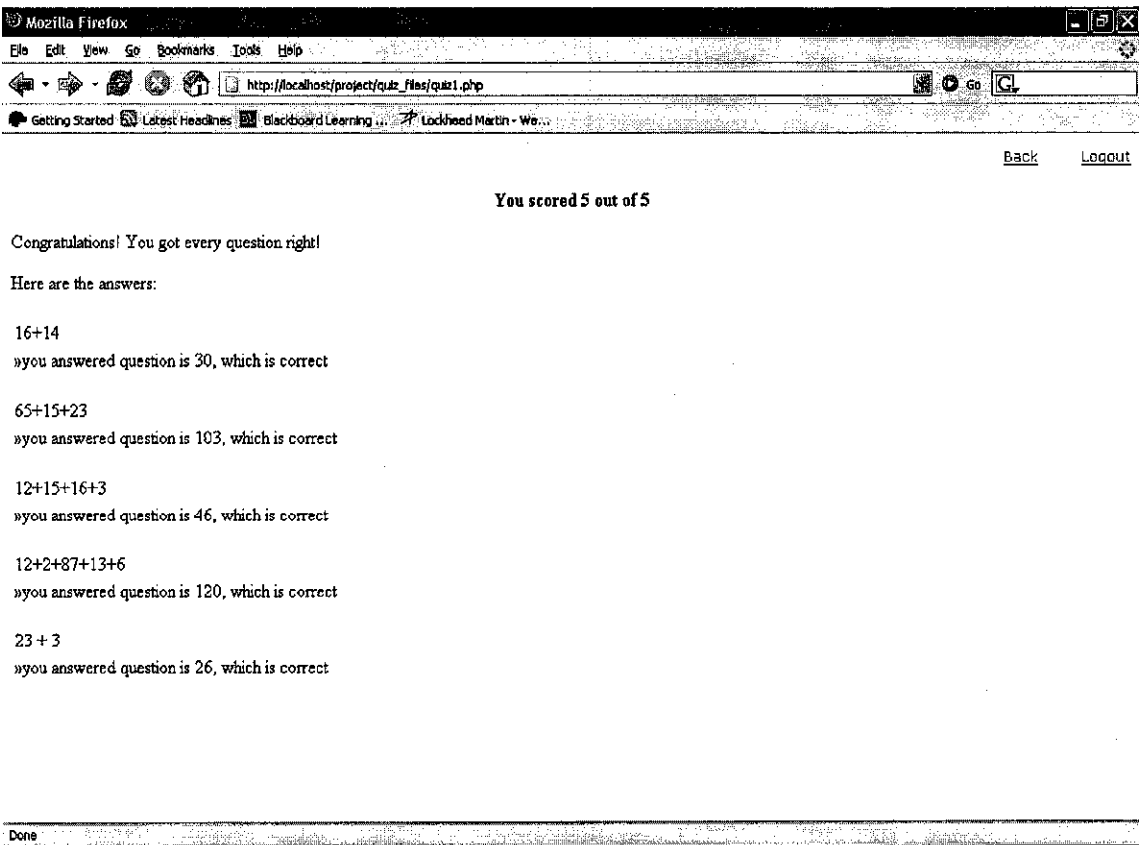 Mozilla Firefox
File Edit View Go Bookmarks Tools Help
http://localhost/project/quiz_files/quiz1.php Go G
Getting Started Latest Headlines Bb Blackboard Learning ... Lockheed Martin - We...
Back Logout
You scored 5 out of 5
Congratulations! You got every question right!
Here are the answers:
16+14
»you answered question is 30, which is correct
65+15+23
»you answered question is 103, which is correct
12+15+16+3
»you answered question is 46, which is correct
12+2+87+13+6
»you answered question is 120, which is correct
23 + 3
»you answered question is 26, which is correct
Done